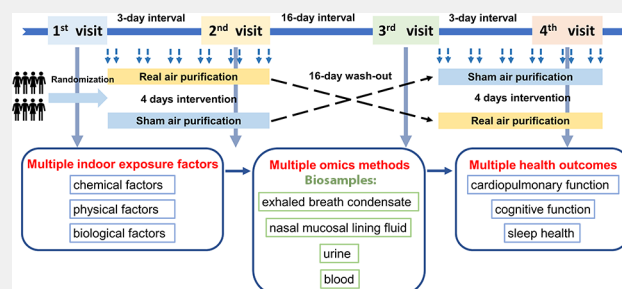 3-day interval
16-day interval
3-day interval
1st visit
2nd visit
3rd visit
4th visit
Randomization
Real air purification
4 days intervention
Sham air purification
16-day wash-out
Sham air purification
4 days intervention
Real air purification
Multiple indoor exposure factors
chemical factors
physical factors
biological factors
Multiple omics methods
Biosamples:
exhaled breath condensate
nasal mucosal lining fluid
urine
blood
Multiple health outcomes
cardiopulmonary function
cognitive function
sleep health